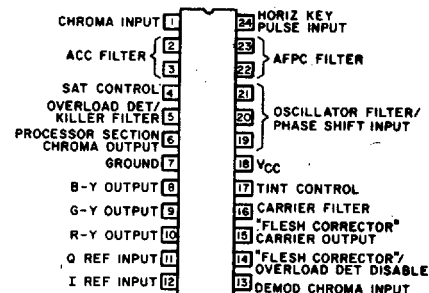 CHROMA INPUT 1
ACC FILTER 2
3
SAT CONTROL 4
OVERLOAD DET/
KILLER FILTER 5
PROCESSOR SECTION
CHROMA OUTPUT 6
GROUND 7
B-Y OUTPUT 8
G-Y OUTPUT 9
R-Y OUTPUT 10
Q REF INPUT 11
I REF INPUT 12
24 HORIZ KEY
PULSE INPUT
23
22 AFPC FILTER
21
20 OSCILLATOR FILTER/
PHASE SHIFT INPUT
19
18 VCC
17 TINT CONTROL
16 CARRIER FILTER
15 "FLESH CORRECTOR"
CARRIER OUTPUT
14 "FLESH CORRECTOR"/
OVERLOAD DET DISABLE
13 DEMOD CHROMA INPUT